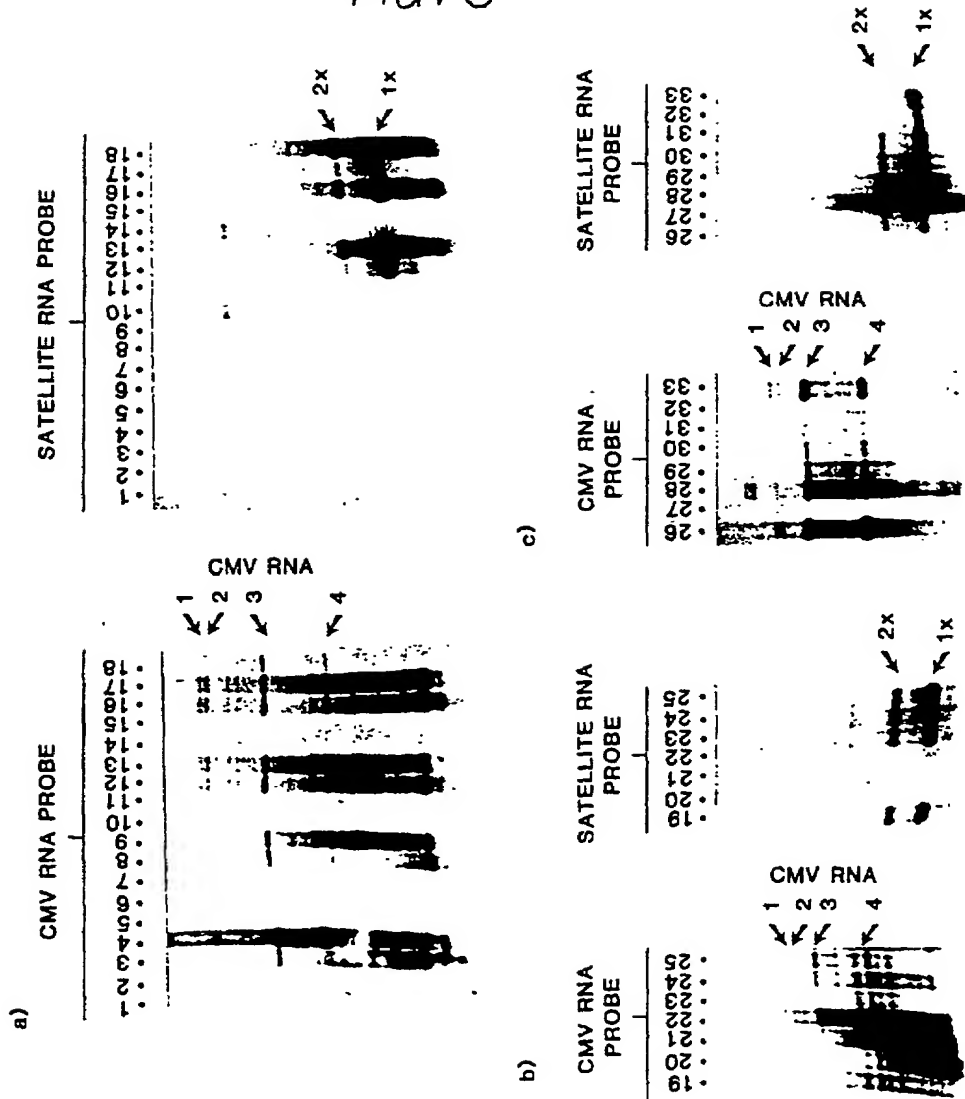 a)
CMV RNA PROBE
1 2 3 4 5 6 7 8 9 10 11 12 13 14 15 16 17 18
CMV RNA
1
2
3
4
SATELLITE RNA PROBE
1 2 3 4 5 6 7 8 9 10 11 12 13 14 15 16 17 18
2x
1x
b)
CMV RNA
PROBE
19 20 21 22 23 24 25
CMV RNA
1
2
3
4
SATELLITE RNA
PROBE
19 20 21 22 23 24 25
2x
1x
c)
CMV RNA
PROBE
26 27 28 29 30 31 32 33
CMV RNA
1
2
3
4
SATELLITE RNA
PROBE
26 27 28 29 30 31 32 33
2x
1x